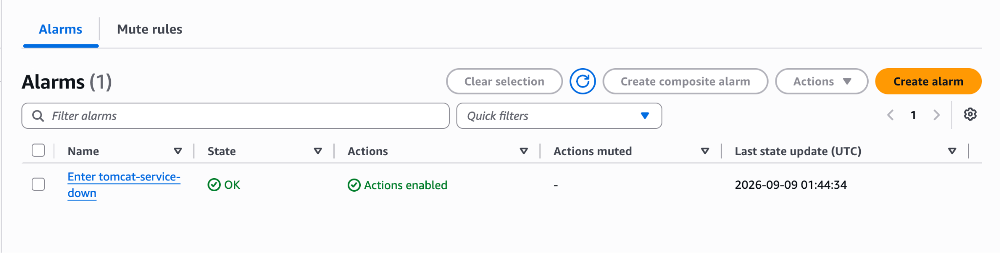 Alarms
Mute rules
Alarms (1)
Clear selection
Create composite alarm
Actions
Create alarm
Filter alarms
Quick filters
1
Name
State
Actions
Actions muted
Last state update (UTC)
Enter tomcat-service-
down
OK
Actions enabled
-
2026-09-09 01:44:34